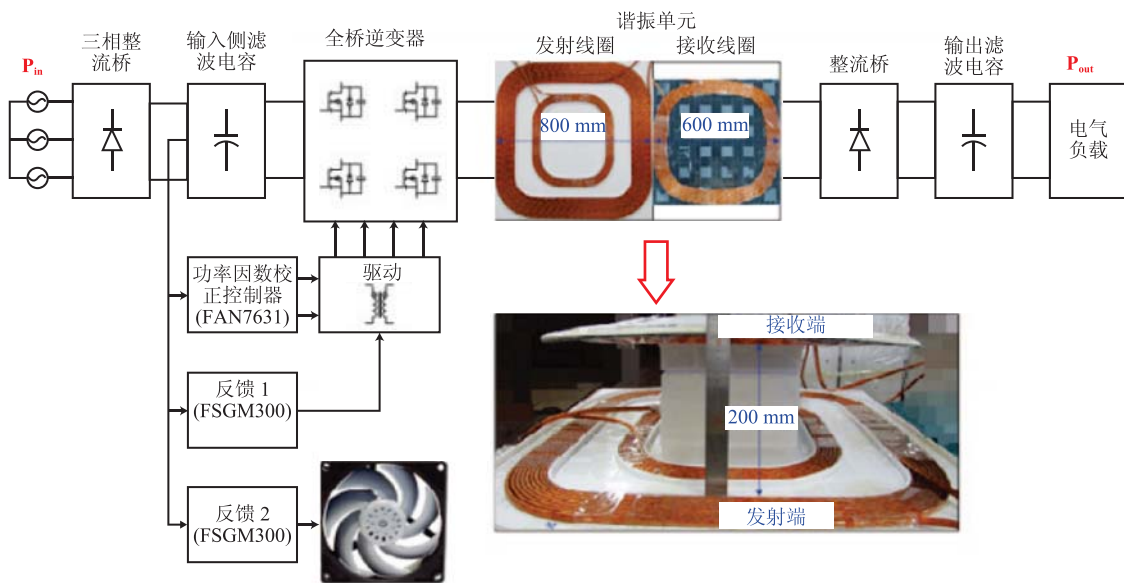 P_in
三相整
流桥
输入侧滤
波电容
全桥逆变器
谐振单元
发射线圈
接收线圈
800 mm
600 mm
整流桥
输出滤
波电容
P_out
电气
负载
功率因数校
正控制器
(FAN7631)
驱动
反馈 1
(FSGM300)
反馈 2
(FSGM300)
接收端
200 mm
发射端